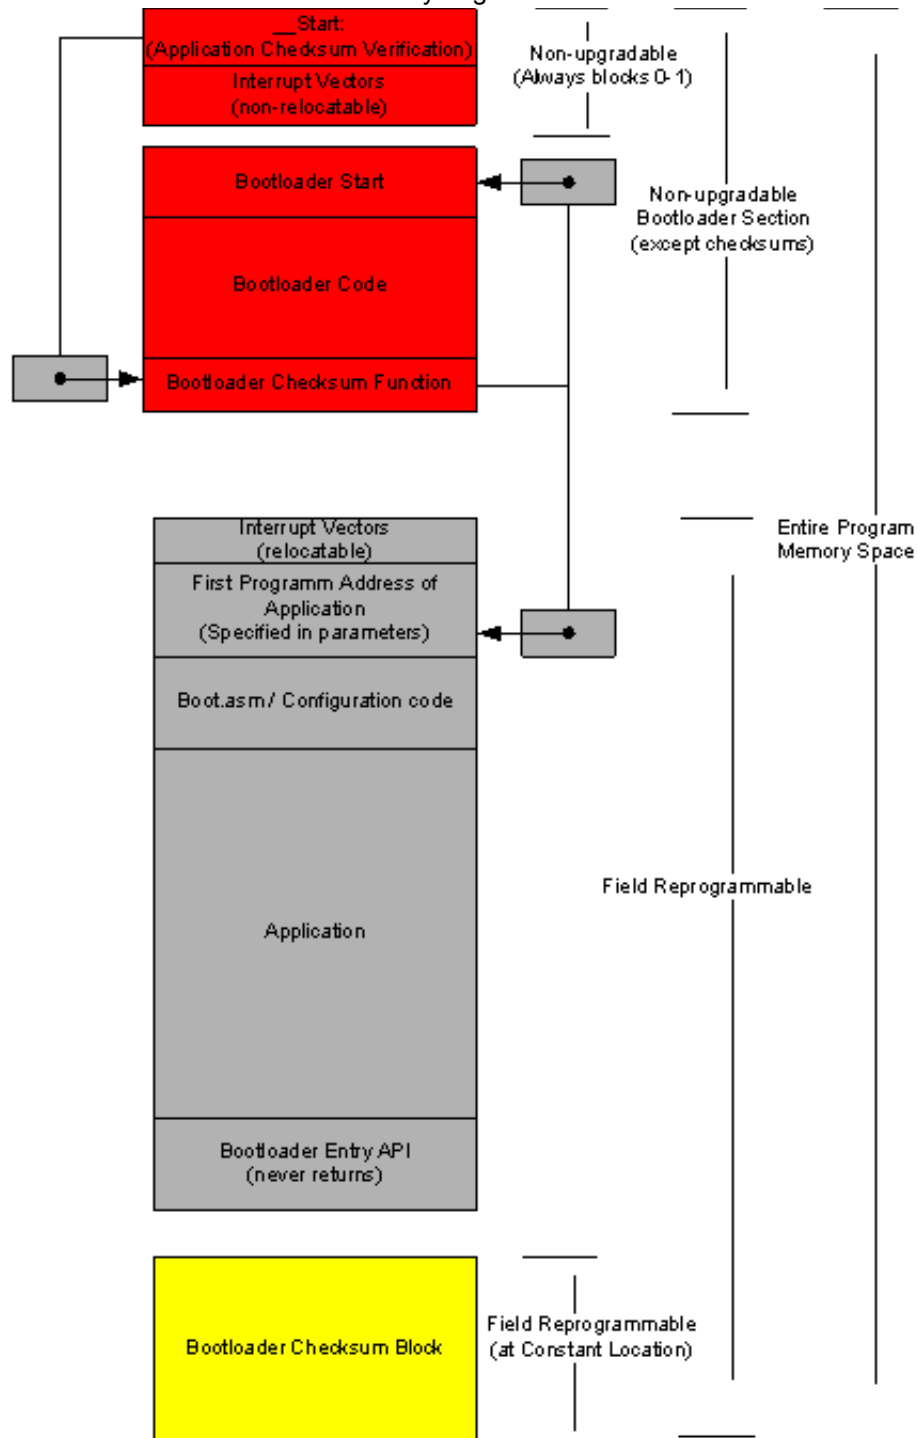 __Start:
(Application Checksum Verification)
Interrupt Vectors
(non-relocatable)
Non-upgradable
(Always blocks 0-1)
Bootloader Start
Non-upgradable
Bootloader Section
(except checksums)
Bootloader Code
Bootloader Checksum Function
Interrupt Vectors
(relocatable)
Entire Program
Memory Space
First Programm Address of
Application
(Specified in parameters)
Boot.asm / Configuration code
Field Reprogrammable
Application
Bootloader Entry API
(never returns)
Field Reprogrammable
(at Constant Location)
Bootloader Checksum Block